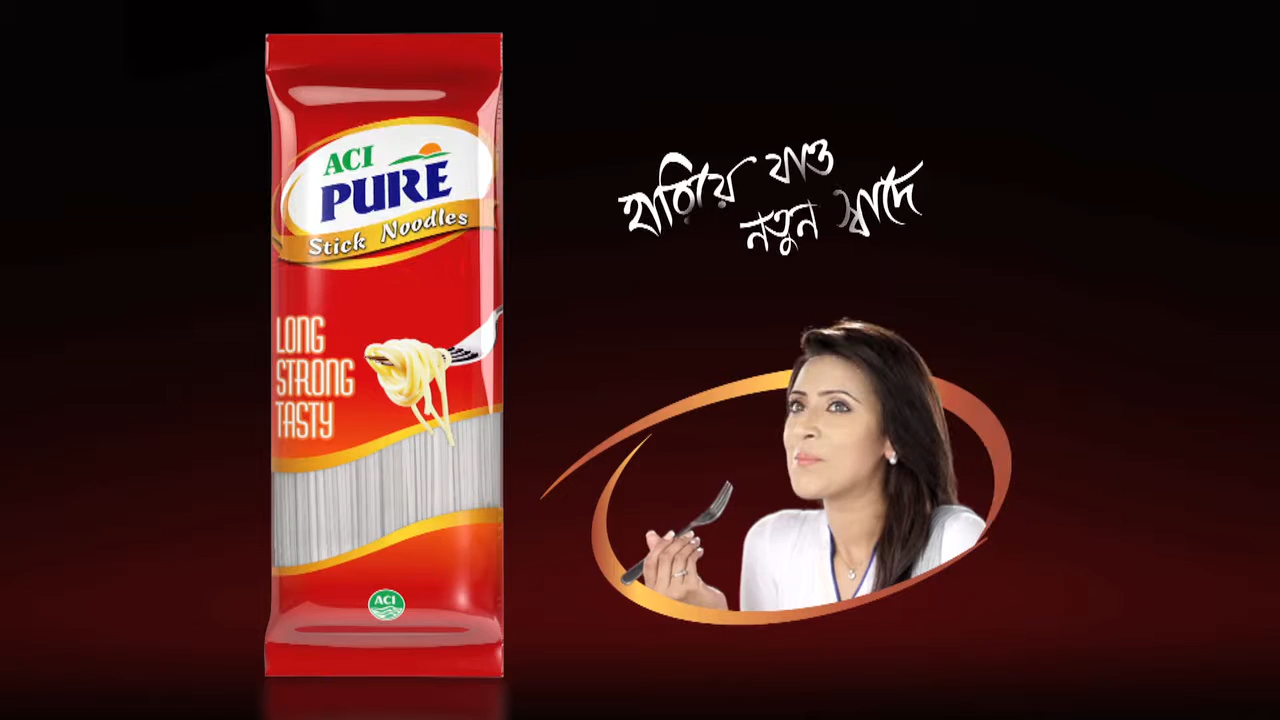 ACI
PURE
Stick Noodles
LONG
STRONG
TASTY
ACI
হারিয়ে যাও
নতুন স্বাদে